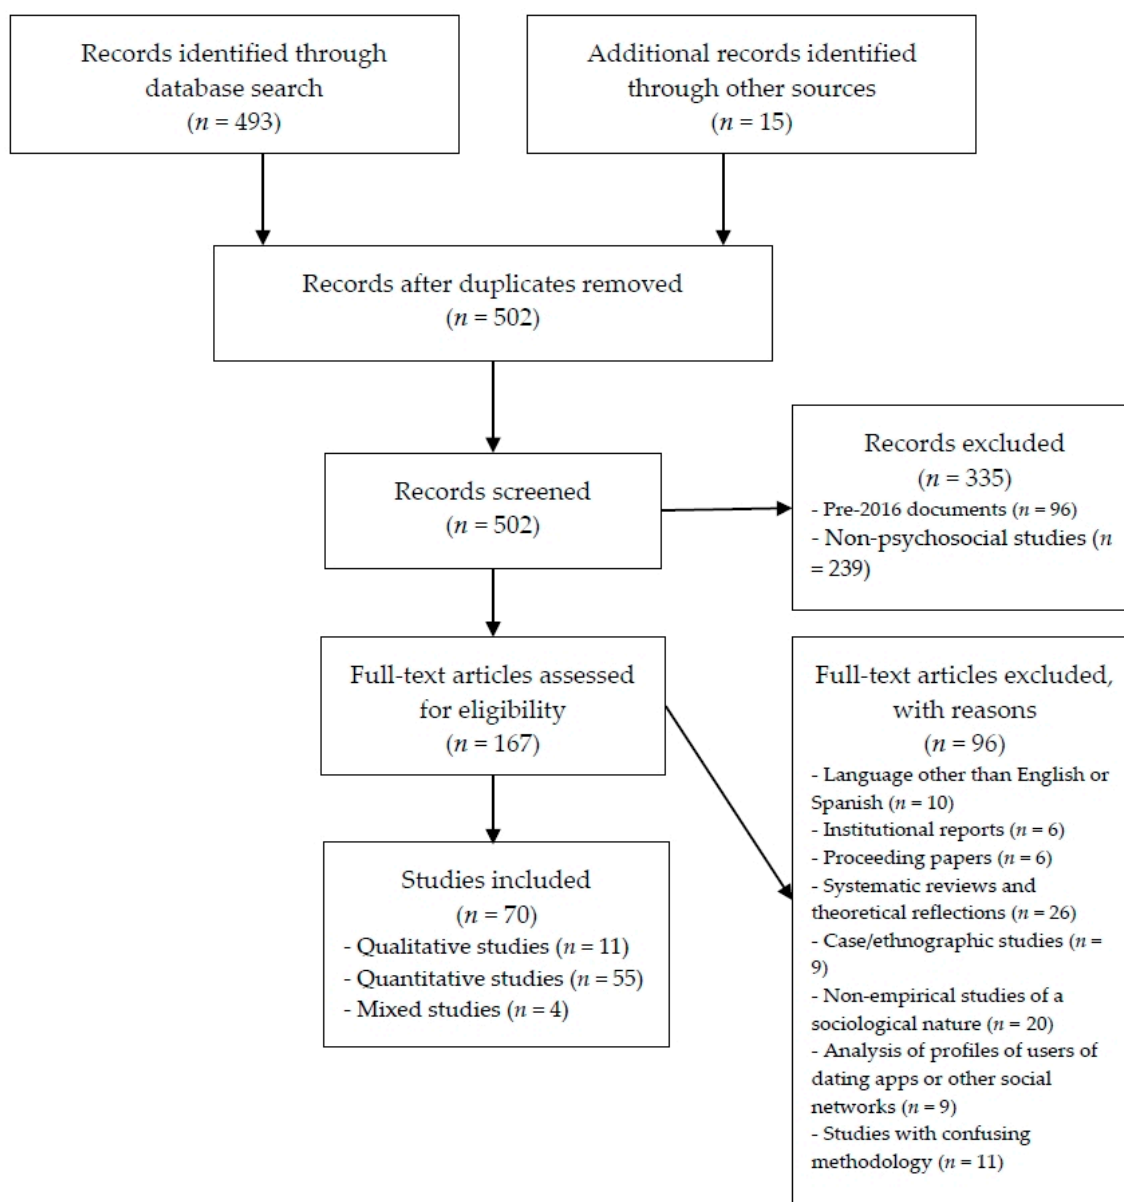 Records identified through
database search
(n = 493)
Additional records identified
through other sources
(n = 15)
Records after duplicates removed
(n = 502)
Records screened
(n = 502)
Records excluded
(n = 335)
- Pre-2016 documents (n = 96)
- Non-psychosocial studies (n
= 239)
Full-text articles assessed
for eligibility
(n = 167)
Full-text articles excluded,
with reasons
(n = 96)
- Language other than English or
Spanish (n = 10)
- Institutional reports (n = 6)
- Proceeding papers (n = 6)
- Systematic reviews and
theoretical reflections (n = 26)
- Case/ethnographic studies (n =
9)
- Non-empirical studies of a
sociological nature (n = 20)
- Analysis of profiles of users of
dating apps or other social
networks (n = 9)
- Studies with confusing
methodology (n = 11)
Studies included
(n = 70)
- Qualitative studies (n = 11)
- Quantitative studies (n = 55)
- Mixed studies (n = 4)